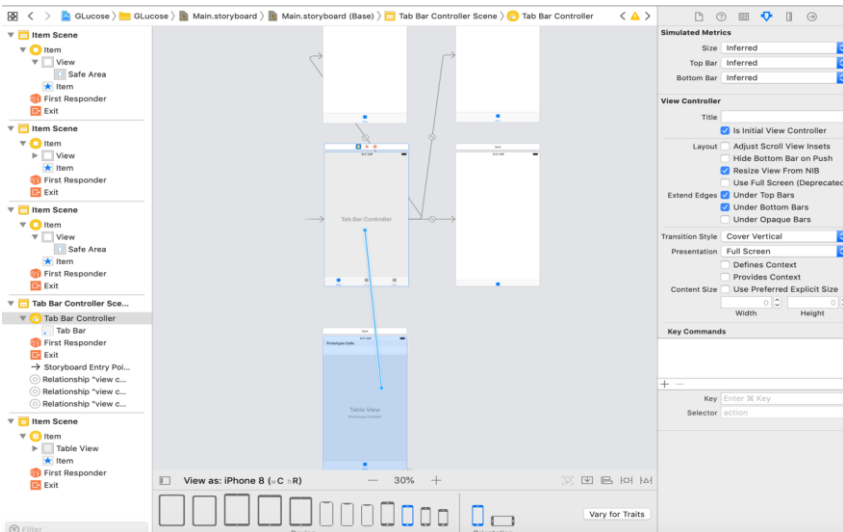 GLucose
GLucose
Main.storyboard
Main.storyboard (Base)
Tab Bar Controller Scene
Tab Bar Controller
Item Scene
Item
View
Safe Area
Item
First Responder
Exit
Item Scene
Item
View
Item
First Responder
Exit
Item Scene
Item
View
Safe Area
Item
First Responder
Exit
Tab Bar Controller Sce...
Tab Bar Controller
Tab Bar
First Responder
Exit
Storyboard Entry Poi...
Relationship "view c...
Relationship "view c...
Relationship "view c...
Item Scene
Item
Table View
Item
First Responder
Exit
Filter
Tab Bar Controller
Prototype Cells
Table View
Prototype Content
View as: iPhone 8 (wC hR)
30%
Vary for Traits
Simulated Metrics
Size Inferred
Top Bar Inferred
Bottom Bar Inferred
View Controller
Title
Is Initial View Controller
Layout Adjust Scroll View Insets
Hide Bottom Bar on Push
Resize View From NIB
Use Full Screen (Deprecated
Extend Edges Under Top Bars
Under Bottom Bars
Under Opaque Bars
Transition Style Cover Vertical
Presentation Full Screen
Defines Context
Provides Context
Content Size Use Preferred Explicit Size
0 0
Width Height
Key Commands
Key Enter ⌘ Key
Selector action